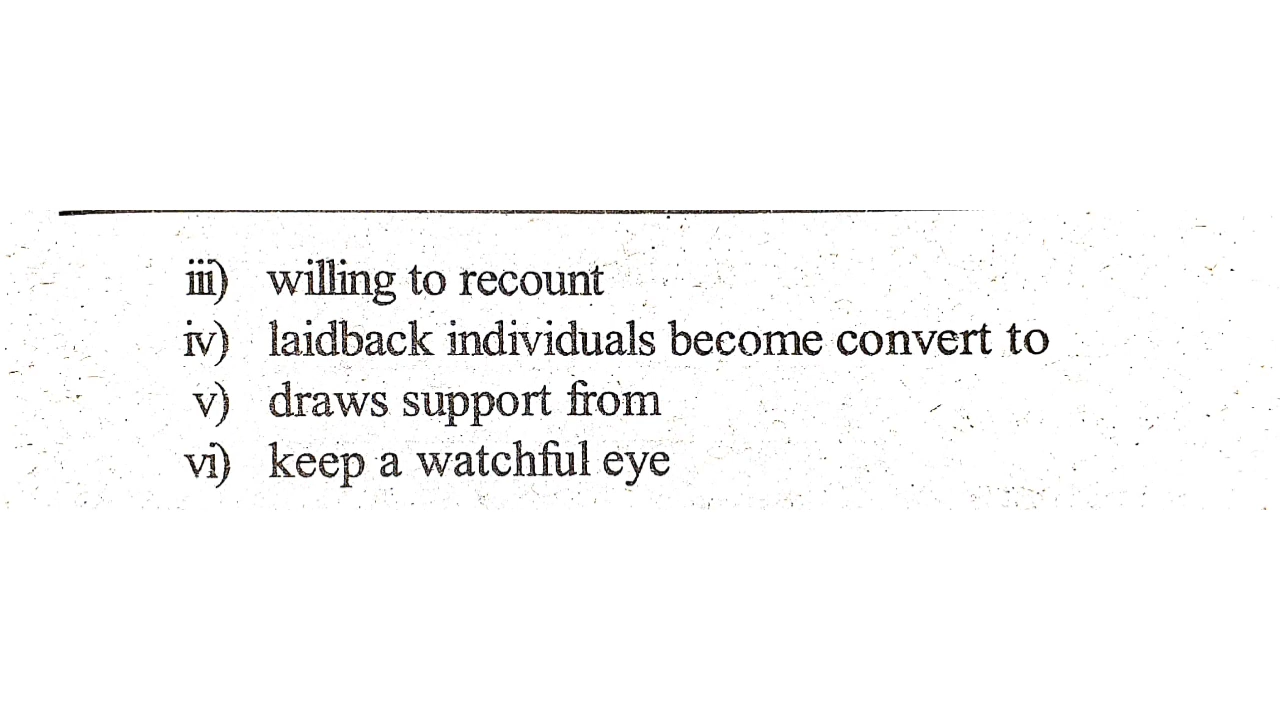 iii) willing to recount
iv) laidback individuals become convert to
v) draws support from
vi) keep a watchful eye